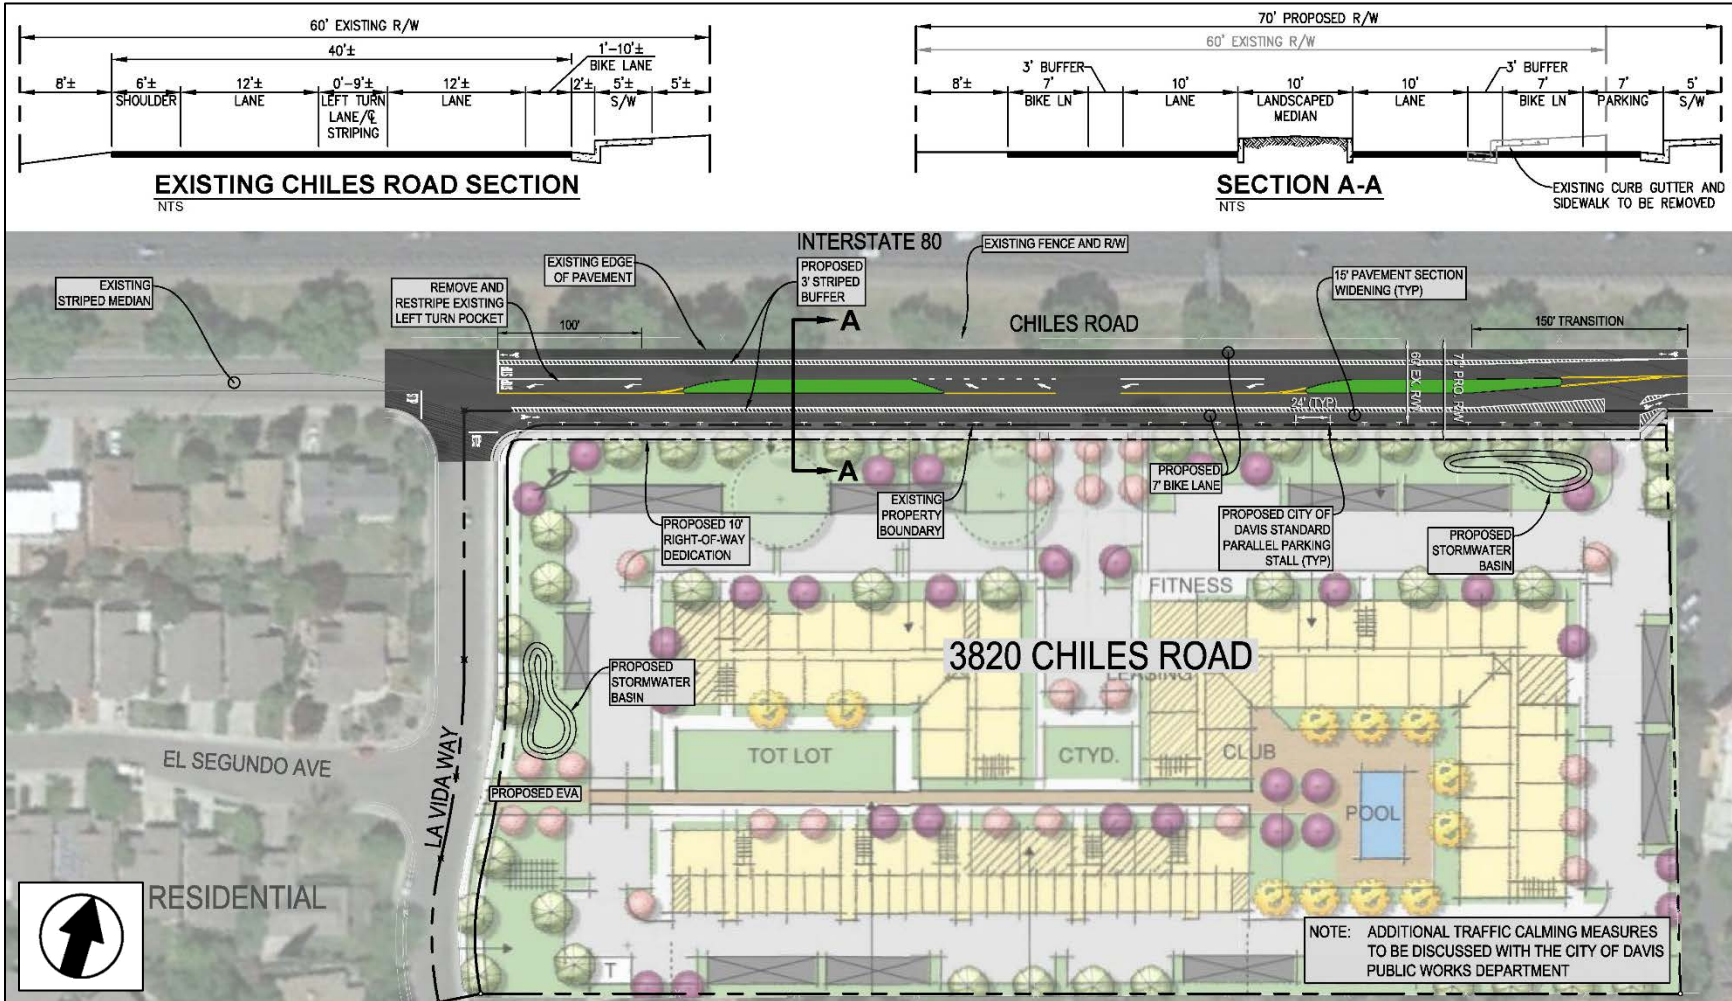 60' EXISTING R/W
40'±
1'-10'±
BIKE LANE
8'±
6'±
SHOULDER
12'±
LANE
0'-9'±
LEFT TURN
LANE/℄
STRIPING
12'±
LANE
2'±
5'±
S/W
5'±
EXISTING CHILES ROAD SECTION
NTS
70' PROPOSED R/W
60' EXISTING R/W
3' BUFFER
3' BUFFER
8'±
7'
BIKE LN
10'
LANE
10'
LANDSCAPED
MEDIAN
10'
LANE
7'
BIKE LN
7'
PARKING
5'
S/W
SECTION A-A
NTS
EXISTING CURB GUTTER AND
SIDEWALK TO BE REMOVED
INTERSTATE 80
EXISTING FENCE AND R/W
EXISTING
STRIPED MEDIAN
REMOVE AND
RESTRIPE EXISTING
LEFT TURN POCKET
EXISTING EDGE
OF PAVEMENT
PROPOSED
3' STRIPED
BUFFER
15' PAVEMENT SECTION
WIDENING (TYP)
100'
A
CHILES ROAD
150' TRANSITION
STOP
STOP
STOP
60' EX. R/W
70' PRO. R/W
24' (TYP)
A
PROPOSED 10'
RIGHT-OF-WAY
DEDICATION
EXISTING
PROPERTY
BOUNDARY
PROPOSED
7' BIKE LANE
PROPOSED CITY OF
DAVIS STANDARD
PARALLEL PARKING
STALL (TYP)
PROPOSED
STORMWATER
BASIN
FITNESS
3820 CHILES ROAD
LEASING
PROPOSED
STORMWATER
BASIN
TOT LOT
CTYD.
CLUB
POOL
EL SEGUNDO AVE
LA VIDA WAY
PROPOSED EVA
RESIDENTIAL
T
NOTE: ADDITIONAL TRAFFIC CALMING MEASURES
TO BE DISCUSSED WITH THE CITY OF DAVIS
PUBLIC WORKS DEPARTMENT